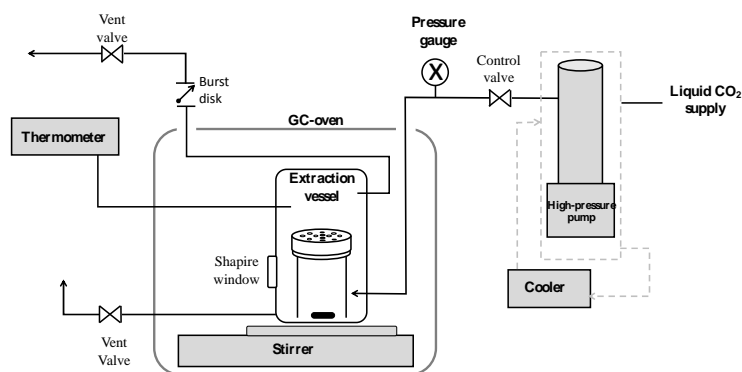 Vent
valve
Pressure
gauge
X
Control
valve
Liquid CO₂
supply
Burst
disk
GC-oven
Thermometer
Extraction
vessel
High-pressure
pump
Shapire
window
Cooler
Vent
Valve
Stirrer